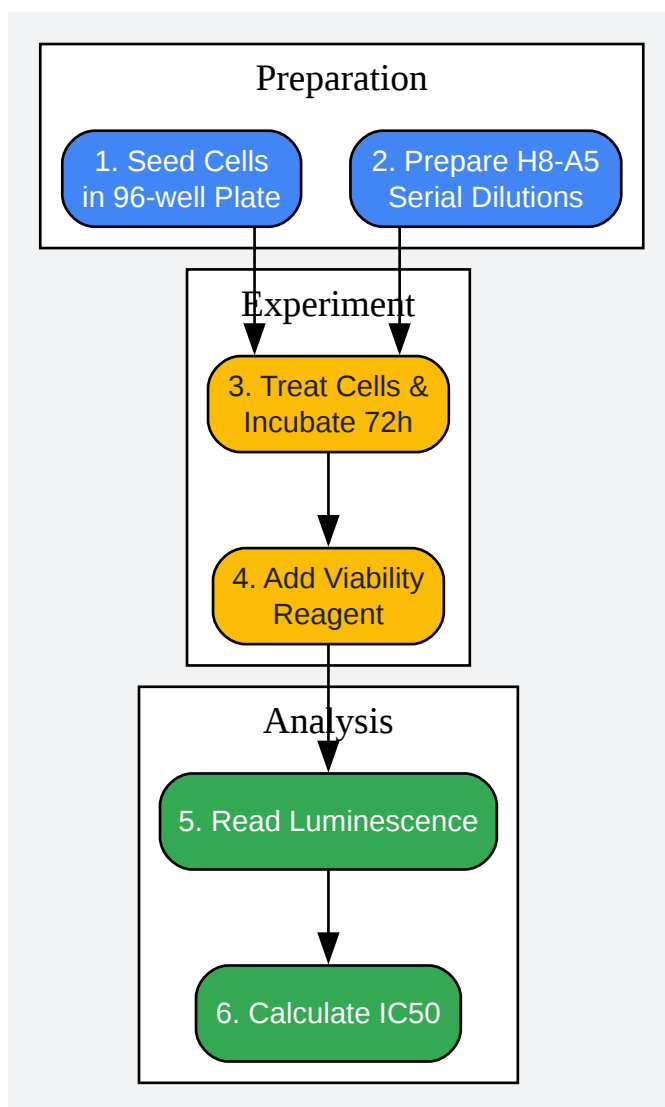 Preparation
1. Seed Cells
in 96-well Plate
2. Prepare H8-A5
Serial Dilutions
Experiment
3. Treat Cells &
Incubate 72h
4. Add Viability
Reagent
Analysis
5. Read Luminescence
6. Calculate IC50